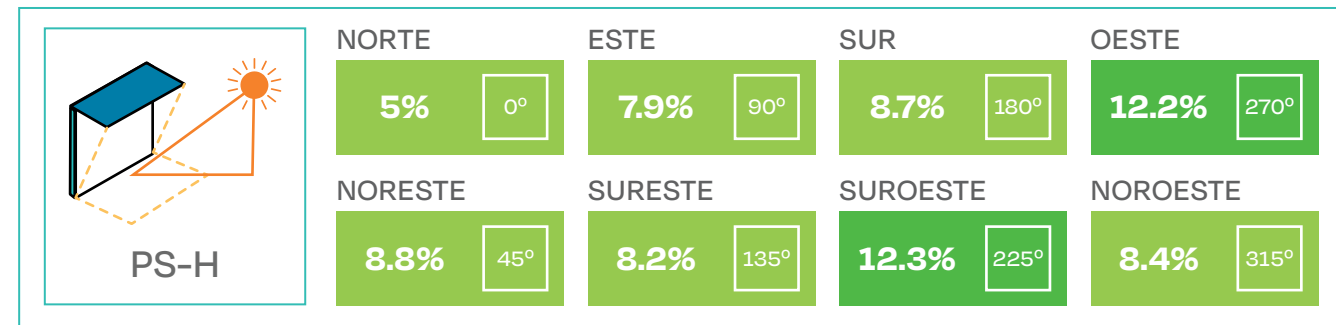 NORTE ESTE SUR OESTE
5% 0º 7.9% 90º 8.7% 180º 12.2% 270º
NORESTE SURESTE SUROESTE NOROESTE
8.8% 45º 8.2% 135º 12.3% 225º 8.4% 315º
PS-H